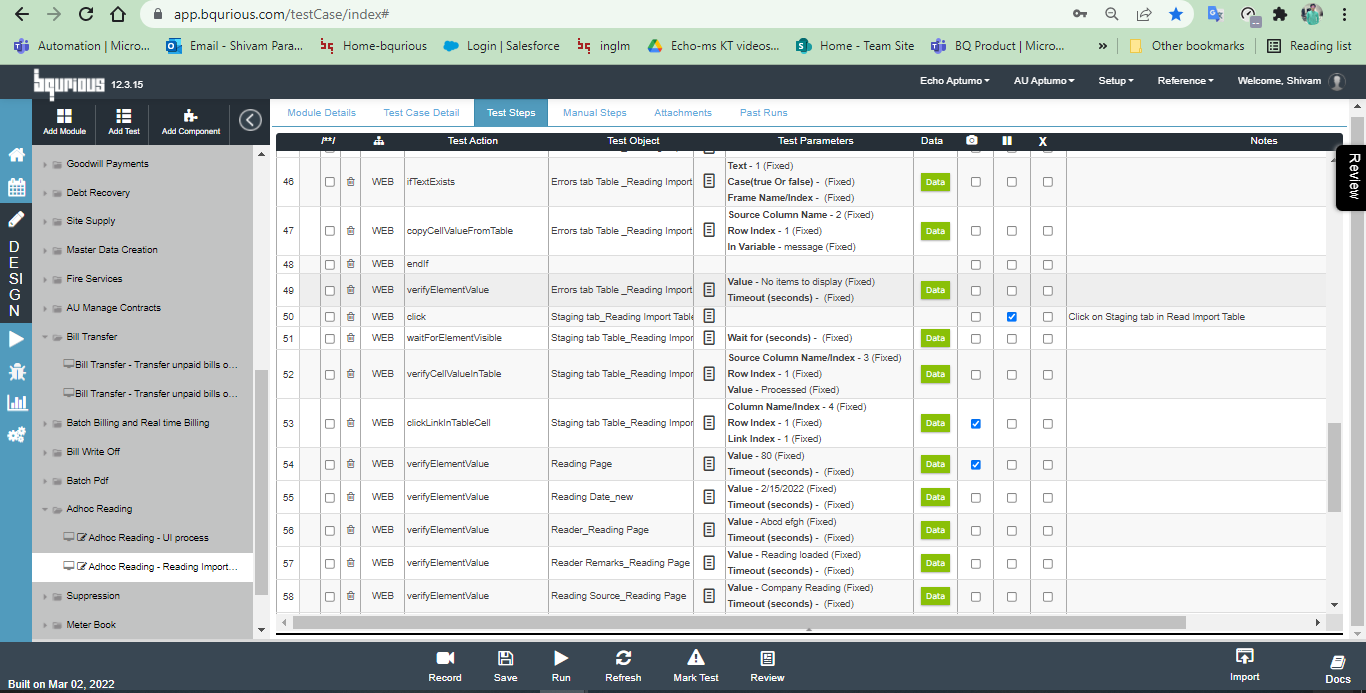 app.bqurious.com/testCase/index#
Automation | Micro...
Email - Shivam Para...
Home-bqurious
Login | Salesforce
inglm
Echo-ms KT videos...
Home - Team Site
BQ Product | Micro...
»
Other bookmarks
Reading list
bqurious 12.3.15
Echo Aptumo
AU Aptumo
Setup
Reference
Welcome, Shivam
Add Module
Add Test
Add Component
Module Details
Test Case Detail
Test Steps
Manual Steps
Attachments
Past Runs
DESIGN
Goodwill Payments
Debt Recovery
Site Supply
Master Data Creation
Fire Services
AU Manage Contracts
Bill Transfer
Bill Transfer - Transfer unpaid bills o...
Bill Transfer - Transfer unpaid bills o...
Batch Billing and Real time Billing
Bill Write Off
Batch Pdf
Adhoc Reading
Adhoc Reading - UI process
Adhoc Reading - Reading Import...
Suppression
Meter Book
/**/ Test Action Test Object Test Parameters Data X Notes
46 WEB ifTextExists Errors tab Table _Reading Import Text - 1 (Fixed) Data
Case(true Or false) - (Fixed)
Frame Name/Index - (Fixed)
47 WEB copyCellValueFromTable Errors tab Table _Reading Import Source Column Name - 2 (Fixed) Data
Row Index - 1 (Fixed)
In Variable - message (Fixed)
48 WEB endIf
49 WEB verifyElementValue Errors tab Table _Reading Import Value - No items to display (Fixed) Data
Timeout (seconds) - (Fixed)
50 WEB click Staging tab_Reading Import Table Click on Staging tab in Read Import Table
51 WEB waitForElementVisible Staging tab Table_Reading Impor Wait for (seconds) - (Fixed) Data
52 WEB verifyCellValueInTable Staging tab Table_Reading Impor Source Column Name/Index - 3 (Fixed) Data
Row Index - 1 (Fixed)
Value - Processed (Fixed)
53 WEB clickLinkInTableCell Staging tab Table_Reading Impor Column Name/Index - 4 (Fixed) Data
Row Index - 1 (Fixed)
Link Index - 1 (Fixed)
54 WEB verifyElementValue Reading Page Value - 80 (Fixed) Data
Timeout (seconds) - (Fixed)
55 WEB verifyElementValue Reading Date_new Value - 2/15/2022 (Fixed) Data
Timeout (seconds) - (Fixed)
56 WEB verifyElementValue Reader_Reading Page Value - Abcd efgh (Fixed) Data
Timeout (seconds) - (Fixed)
57 WEB verifyElementValue Reader Remarks_Reading Page Value - Reading loaded (Fixed) Data
Timeout (seconds) - (Fixed)
58 WEB verifyElementValue Reading Source_Reading Page Value - Company Reading (Fixed) Data
Timeout (seconds) - (Fixed)
Review
Record
Save
Run
Refresh
Mark Test
Review
Import
Docs
Built on Mar 02, 2022